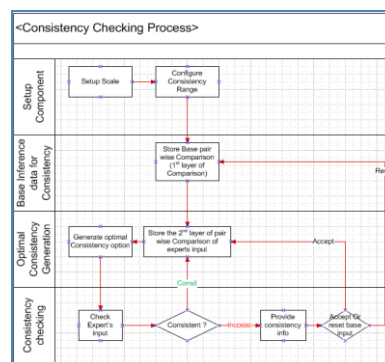 <Consistency Checking Process>
Setup
Component
Setup Scale
Configure
Consistency
Range
Base Inference
data for
Consistency
Store Base pair
wise Comparison
(1st layer of
Comparison)
Re
Optimal
Consistency
Generation
Generate optimal
Consistency option
Store the 2nd layer of pair
wise Comparison of
experts input
Accept
Consistency
checking
Consit
Check
Expert's
input
Consistent ?
Incosist
Provide
consistency
info
Accept Or
reset base
input